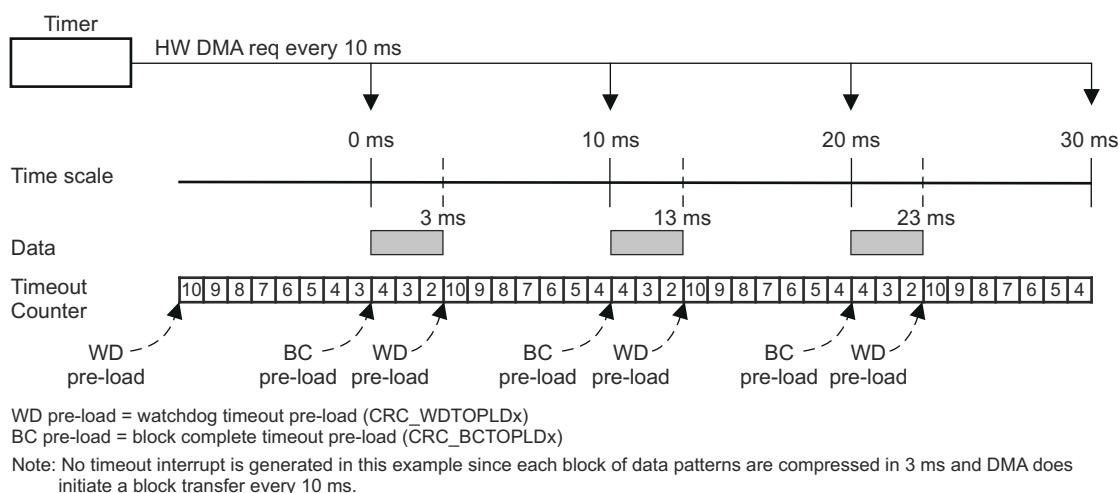 Timer
HW DMA req every 10 ms
0 ms 10 ms 20 ms 30 ms
Time scale
3 ms 13 ms 23 ms
Data
Timeout Counter
10 9 8 7 6 5 4 3 4 3 2 10 9 8 7 6 5 4 4 3 2 10 9 8 7 6 5 4 4 3 2 10 9 8 7 6 5 4
WD pre-load BC pre-load WD pre-load BC pre-load WD pre-load BC pre-load WD pre-load
WD pre-load = watchdog timeout pre-load (CRC_WDTOPLDx)
BC pre-load = block complete timeout pre-load (CRC_BCTOPLDx)
Note: No timeout interrupt is generated in this example since each block of data patterns are compressed in 3 ms and DMA does
initiate a block transfer every 10 ms.